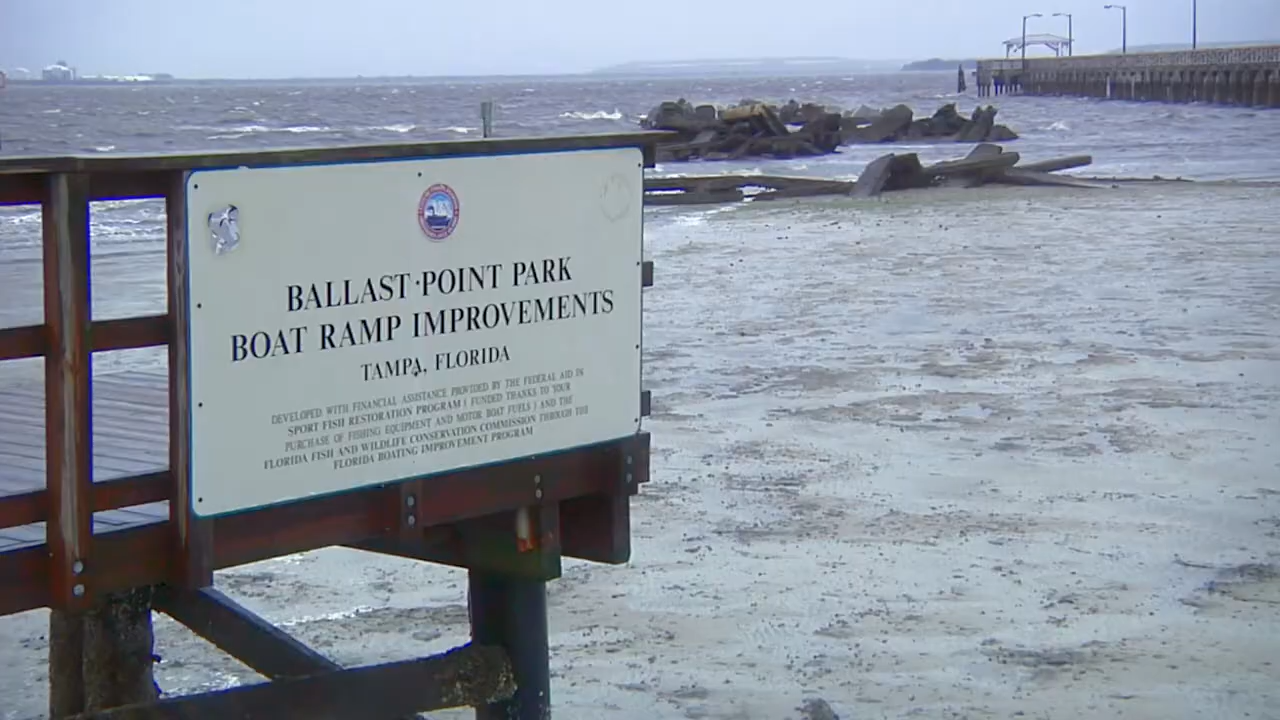 BALLAST POINT PARK
BOAT RAMP IMPROVEMENTS
TAMPA, FLORIDA
DEVELOPED WITH FINANCIAL ASSISTANCE PROVIDED BY THE FEDERAL AID IN
SPORT FISH RESTORATION PROGRAM ( FUNDED THANKS TO YOUR
PURCHASE OF FISHING EQUIPMENT AND MOTOR BOAT FUELS ) AND THE
FLORIDA FISH AND WILDLIFE CONSERVATION COMMISSION THROUGH THE
FLORIDA BOATING IMPROVEMENT PROGRAM